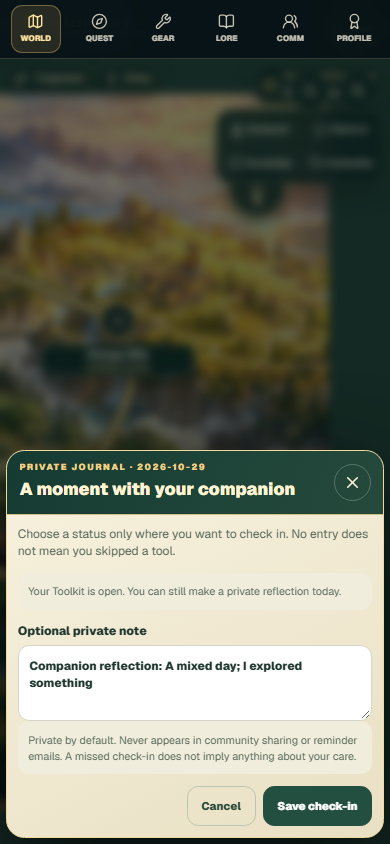 WORLD
QUEST
GEAR
LORE
COMM
PROFILE
PRIVATE JOURNAL · 2026-10-29
A moment with your companion
Choose a status only where you want to check in. No entry does
not mean you skipped a tool.
Your Toolkit is open. You can still make a private reflection today.
Optional private note
Companion reflection: A mixed day; I explored
something
Private by default. Never appears in community sharing or reminder
emails. A missed check-in does not imply anything about your care.
Cancel
Save check-in